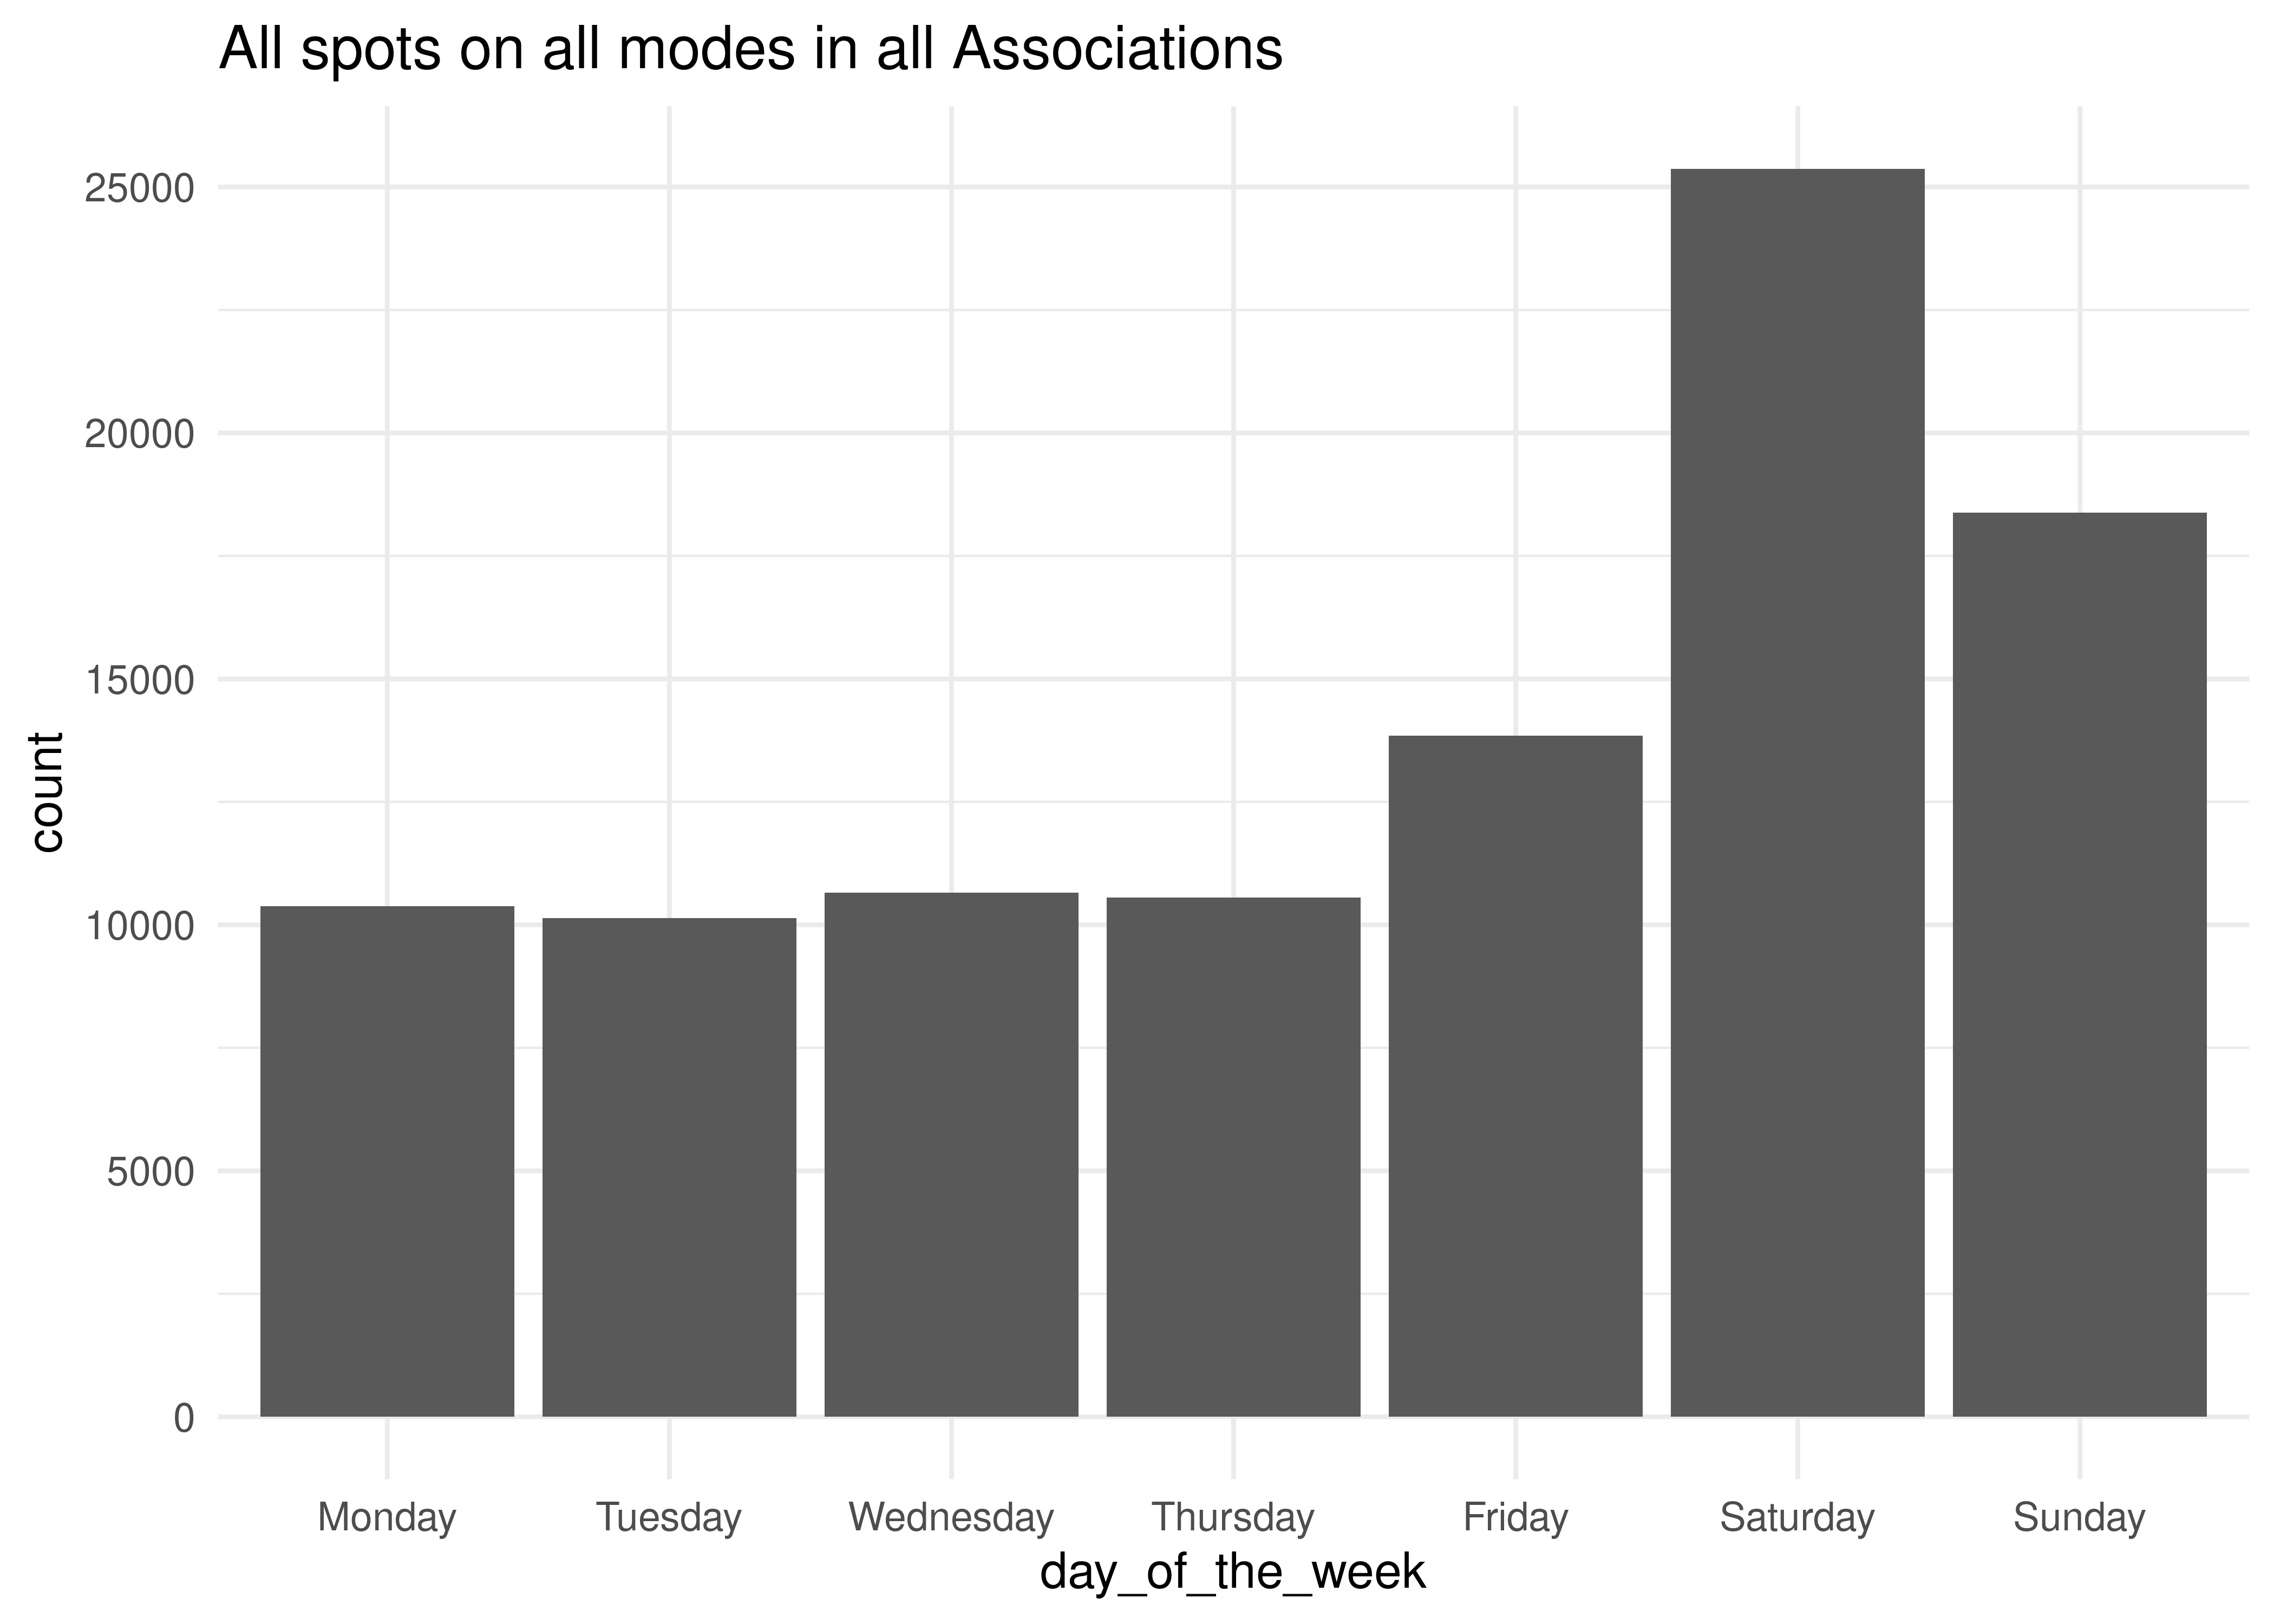 All spots on all modes in all Associations
25000
20000
15000
10000
5000
0
count
Monday Tuesday Wednesday Thursday Friday Saturday Sunday
day_of_the_week